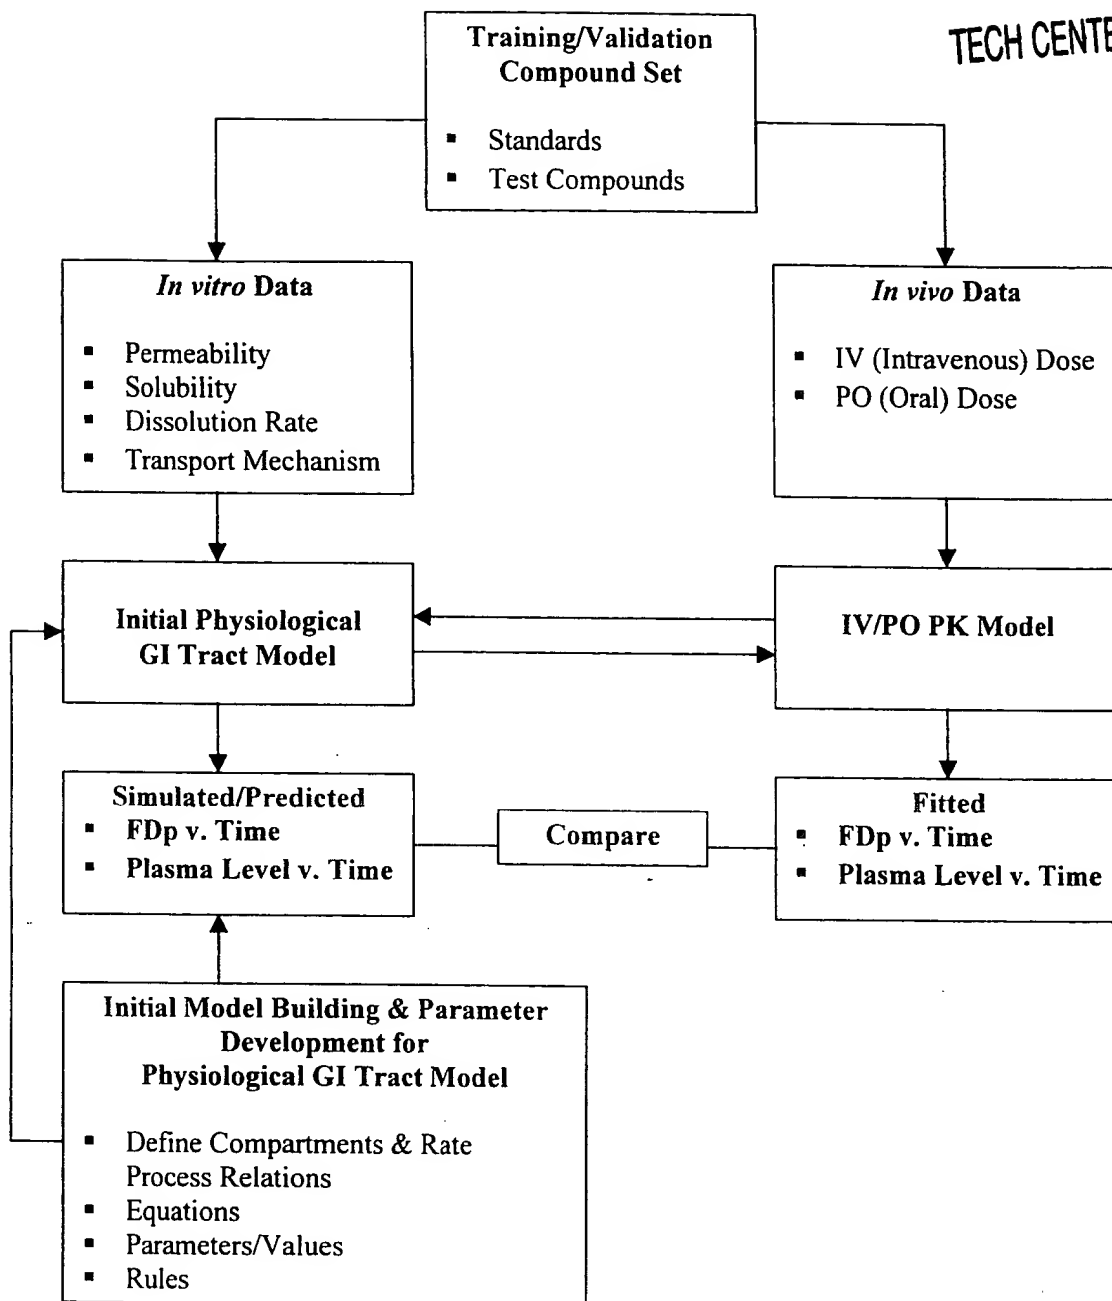 TECH CENTE
Training/Validation
Compound Set
▪ Standards
▪ Test Compounds
In vitro Data
▪ Permeability
▪ Solubility
▪ Dissolution Rate
▪ Transport Mechanism
In vivo Data
▪ IV (Intravenous) Dose
▪ PO (Oral) Dose
Initial Physiological
GI Tract Model
IV/PO PK Model
Simulated/Predicted
▪ FDp v. Time
▪ Plasma Level v. Time
Compare
Fitted
▪ FDp v. Time
▪ Plasma Level v. Time
Initial Model Building & Parameter
Development for
Physiological GI Tract Model
▪ Define Compartments & Rate
Process Relations
▪ Equations
▪ Parameters/Values
▪ Rules